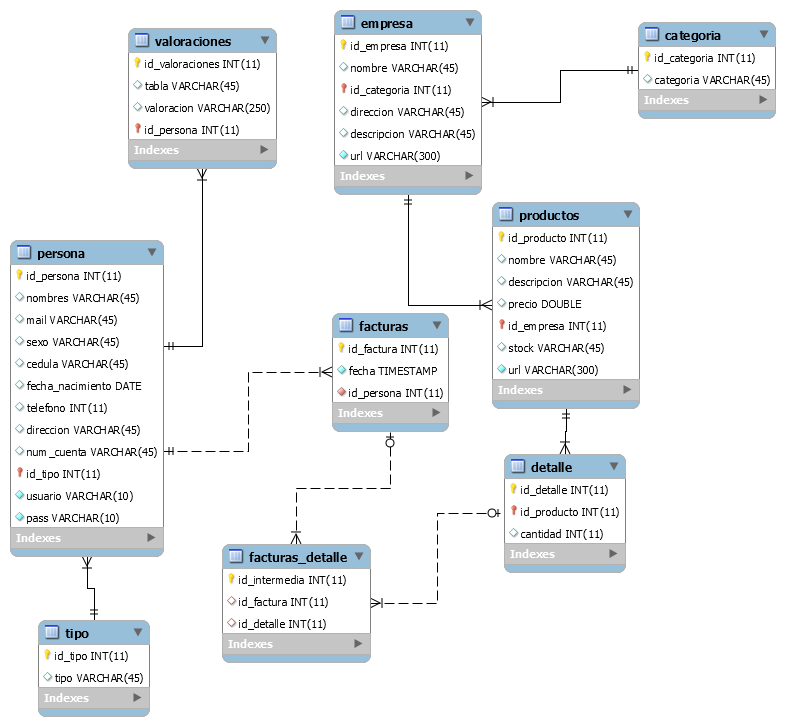 valoraciones
id_valoraciones INT(11)
tabla VARCHAR(45)
valoracion VARCHAR(250)
id_persona INT(11)
Indexes
empresa
id_empresa INT(11)
nombre VARCHAR(45)
id_categoria INT(11)
direccion VARCHAR(45)
descripcion VARCHAR(45)
url VARCHAR(300)
Indexes
categoria
id_categoria INT(11)
categoria VARCHAR(45)
Indexes
persona
id_persona INT(11)
nombres VARCHAR(45)
mail VARCHAR(45)
sexo VARCHAR(45)
cedula VARCHAR(45)
fecha_nacimiento DATE
telefono INT(11)
direccion VARCHAR(45)
num_cuenta VARCHAR(45)
id_tipo INT(11)
usuario VARCHAR(10)
pass VARCHAR(10)
Indexes
facturas
id_factura INT(11)
fecha TIMESTAMP
id_persona INT(11)
Indexes
productos
id_producto INT(11)
nombre VARCHAR(45)
descripcion VARCHAR(45)
precio DOUBLE
id_empresa INT(11)
stock VARCHAR(45)
url VARCHAR(300)
Indexes
detalle
id_detalle INT(11)
id_producto INT(11)
cantidad INT(11)
Indexes
facturas_detalle
id_intermedia INT(11)
id_factura INT(11)
id_detalle INT(11)
Indexes
tipo
id_tipo INT(11)
tipo VARCHAR(45)
Indexes